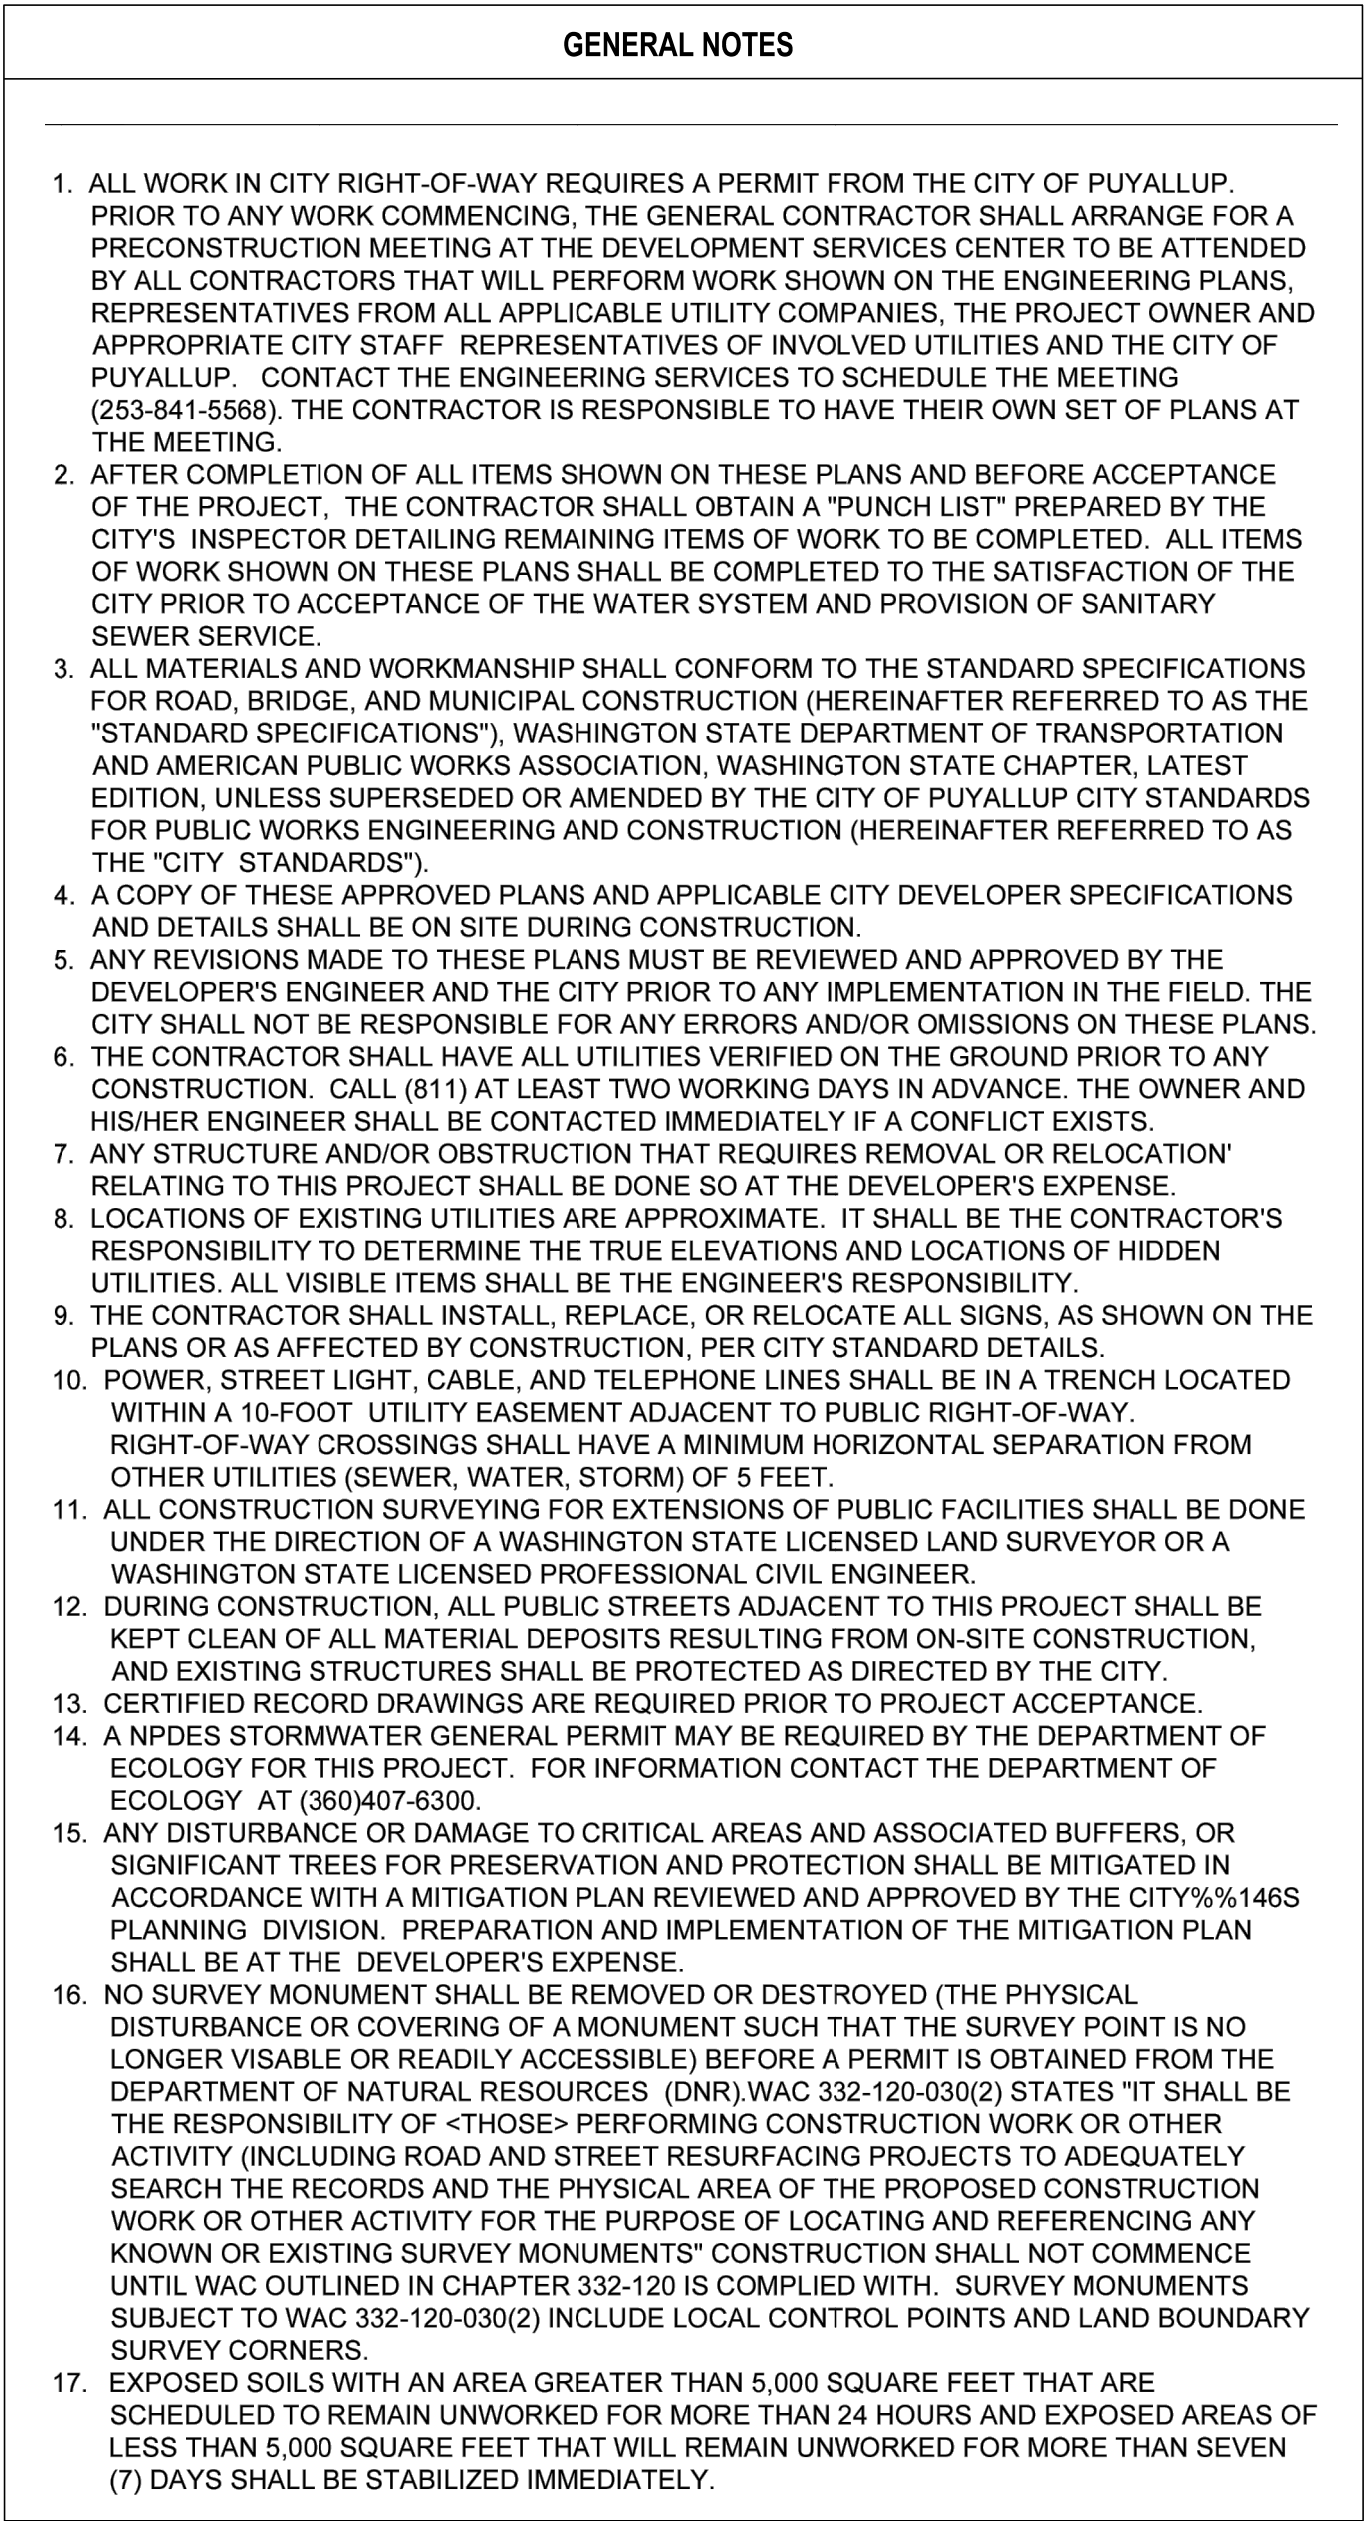 GENERAL NOTES
1. ALL WORK IN CITY RIGHT-OF-WAY REQUIRES A PERMIT FROM THE CITY OF PUYALLUP.
PRIOR TO ANY WORK COMMENCING, THE GENERAL CONTRACTOR SHALL ARRANGE FOR A
PRECONSTRUCTION MEETING AT THE DEVELOPMENT SERVICES CENTER TO BE ATTENDED
BY ALL CONTRACTORS THAT WILL PERFORM WORK SHOWN ON THE ENGINEERING PLANS,
REPRESENTATIVES FROM ALL APPLICABLE UTILITY COMPANIES, THE PROJECT OWNER AND
APPROPRIATE CITY STAFF  REPRESENTATIVES OF INVOLVED UTILITIES AND THE CITY OF
PUYALLUP.   CONTACT THE ENGINEERING SERVICES TO SCHEDULE THE MEETING
(253-841-5568). THE CONTRACTOR IS RESPONSIBLE TO HAVE THEIR OWN SET OF PLANS AT
THE MEETING.
2. AFTER COMPLETION OF ALL ITEMS SHOWN ON THESE PLANS AND BEFORE ACCEPTANCE
OF THE PROJECT,  THE CONTRACTOR SHALL OBTAIN A "PUNCH LIST" PREPARED BY THE
CITY'S  INSPECTOR DETAILING REMAINING ITEMS OF WORK TO BE COMPLETED.  ALL ITEMS
OF WORK SHOWN ON THESE PLANS SHALL BE COMPLETED TO THE SATISFACTION OF THE
CITY PRIOR TO ACCEPTANCE OF THE WATER SYSTEM AND PROVISION OF SANITARY
SEWER SERVICE.
3. ALL MATERIALS AND WORKMANSHIP SHALL CONFORM TO THE STANDARD SPECIFICATIONS
FOR ROAD, BRIDGE, AND MUNICIPAL CONSTRUCTION (HEREINAFTER REFERRED TO AS THE
"STANDARD SPECIFICATIONS"), WASHINGTON STATE DEPARTMENT OF TRANSPORTATION
AND AMERICAN PUBLIC WORKS ASSOCIATION, WASHINGTON STATE CHAPTER, LATEST
EDITION, UNLESS SUPERSEDED OR AMENDED BY THE CITY OF PUYALLUP CITY STANDARDS
FOR PUBLIC WORKS ENGINEERING AND CONSTRUCTION (HEREINAFTER REFERRED TO AS
THE "CITY  STANDARDS").
4. A COPY OF THESE APPROVED PLANS AND APPLICABLE CITY DEVELOPER SPECIFICATIONS
AND DETAILS SHALL BE ON SITE DURING CONSTRUCTION.
5. ANY REVISIONS MADE TO THESE PLANS MUST BE REVIEWED AND APPROVED BY THE
DEVELOPER'S ENGINEER AND THE CITY PRIOR TO ANY IMPLEMENTATION IN THE FIELD. THE
CITY SHALL NOT BE RESPONSIBLE FOR ANY ERRORS AND/OR OMISSIONS ON THESE PLANS.
6. THE CONTRACTOR SHALL HAVE ALL UTILITIES VERIFIED ON THE GROUND PRIOR TO ANY
CONSTRUCTION.  CALL (811) AT LEAST TWO WORKING DAYS IN ADVANCE. THE OWNER AND
HIS/HER ENGINEER SHALL BE CONTACTED IMMEDIATELY IF A CONFLICT EXISTS.
7. ANY STRUCTURE AND/OR OBSTRUCTION THAT REQUIRES REMOVAL OR RELOCATION'
RELATING TO THIS PROJECT SHALL BE DONE SO AT THE DEVELOPER'S EXPENSE.
8. LOCATIONS OF EXISTING UTILITIES ARE APPROXIMATE.  IT SHALL BE THE CONTRACTOR'S
RESPONSIBILITY TO DETERMINE THE TRUE ELEVATIONS AND LOCATIONS OF HIDDEN
UTILITIES. ALL VISIBLE ITEMS SHALL BE THE ENGINEER'S RESPONSIBILITY.
9. THE CONTRACTOR SHALL INSTALL, REPLACE, OR RELOCATE ALL SIGNS, AS SHOWN ON THE
PLANS OR AS AFFECTED BY CONSTRUCTION, PER CITY STANDARD DETAILS.
10. POWER, STREET LIGHT, CABLE, AND TELEPHONE LINES SHALL BE IN A TRENCH LOCATED
WITHIN A 10-FOOT  UTILITY EASEMENT ADJACENT TO PUBLIC RIGHT-OF-WAY.
RIGHT-OF-WAY CROSSINGS SHALL HAVE A MINIMUM HORIZONTAL SEPARATION FROM
OTHER UTILITIES (SEWER, WATER, STORM) OF 5 FEET.
11. ALL CONSTRUCTION SURVEYING FOR EXTENSIONS OF PUBLIC FACILITIES SHALL BE DONE
UNDER THE DIRECTION OF A WASHINGTON STATE LICENSED LAND SURVEYOR OR A
WASHINGTON STATE LICENSED PROFESSIONAL CIVIL ENGINEER.
12. DURING CONSTRUCTION, ALL PUBLIC STREETS ADJACENT TO THIS PROJECT SHALL BE
KEPT CLEAN OF ALL MATERIAL DEPOSITS RESULTING FROM ON-SITE CONSTRUCTION,
AND EXISTING STRUCTURES SHALL BE PROTECTED AS DIRECTED BY THE CITY.
13. CERTIFIED RECORD DRAWINGS ARE REQUIRED PRIOR TO PROJECT ACCEPTANCE.
14. A NPDES STORMWATER GENERAL PERMIT MAY BE REQUIRED BY THE DEPARTMENT OF
ECOLOGY FOR THIS PROJECT.  FOR INFORMATION CONTACT THE DEPARTMENT OF
ECOLOGY  AT (360)407-6300.
15. ANY DISTURBANCE OR DAMAGE TO CRITICAL AREAS AND ASSOCIATED BUFFERS, OR
SIGNIFICANT TREES FOR PRESERVATION AND PROTECTION SHALL BE MITIGATED IN
ACCORDANCE WITH A MITIGATION PLAN REVIEWED AND APPROVED BY THE CITY%%146S
PLANNING  DIVISION.  PREPARATION AND IMPLEMENTATION OF THE MITIGATION PLAN
SHALL BE AT THE  DEVELOPER'S EXPENSE.
16. NO SURVEY MONUMENT SHALL BE REMOVED OR DESTROYED (THE PHYSICAL
DISTURBANCE OR COVERING OF A MONUMENT SUCH THAT THE SURVEY POINT IS NO
LONGER VISABLE OR READILY ACCESSIBLE) BEFORE A PERMIT IS OBTAINED FROM THE
DEPARTMENT OF NATURAL RESOURCES  (DNR).WAC 332-120-030(2) STATES "IT SHALL BE
THE RESPONSIBILITY OF <THOSE> PERFORMING CONSTRUCTION WORK OR OTHER
ACTIVITY (INCLUDING ROAD AND STREET RESURFACING PROJECTS TO ADEQUATELY
SEARCH THE RECORDS AND THE PHYSICAL AREA OF THE PROPOSED CONSTRUCTION
WORK OR OTHER ACTIVITY FOR THE PURPOSE OF LOCATING AND REFERENCING ANY
KNOWN OR EXISTING SURVEY MONUMENTS" CONSTRUCTION SHALL NOT COMMENCE
UNTIL WAC OUTLINED IN CHAPTER 332-120 IS COMPLIED WITH.  SURVEY MONUMENTS
SUBJECT TO WAC 332-120-030(2) INCLUDE LOCAL CONTROL POINTS AND LAND BOUNDARY
SURVEY CORNERS.
17. EXPOSED SOILS WITH AN AREA GREATER THAN 5,000 SQUARE FEET THAT ARE
SCHEDULED TO REMAIN UNWORKED FOR MORE THAN 24 HOURS AND EXPOSED AREAS OF
LESS THAN 5,000 SQUARE FEET THAT WILL REMAIN UNWORKED FOR MORE THAN SEVEN
(7) DAYS SHALL BE STABILIZED IMMEDIATELY.